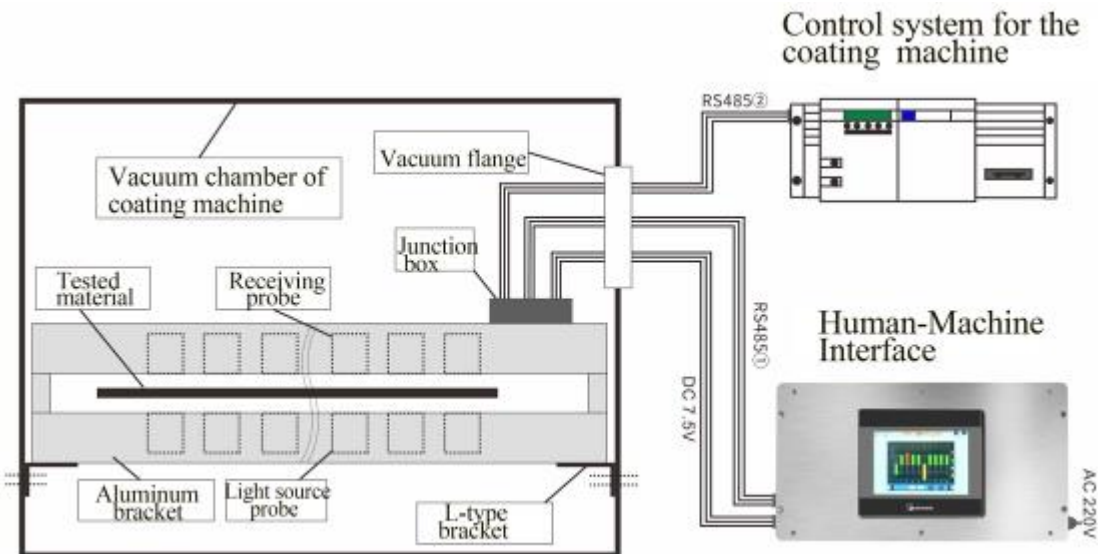 Control system for the
coating machine
RS485②
Vacuum flange
Vacuum chamber of
coating machine
Junction
box
Tested
material
Receiving
probe
RS485①
Human-Machine
Interface
DC 7.5V
Aluminum
bracket
Light source
probe
L-type
bracket
AC 220V